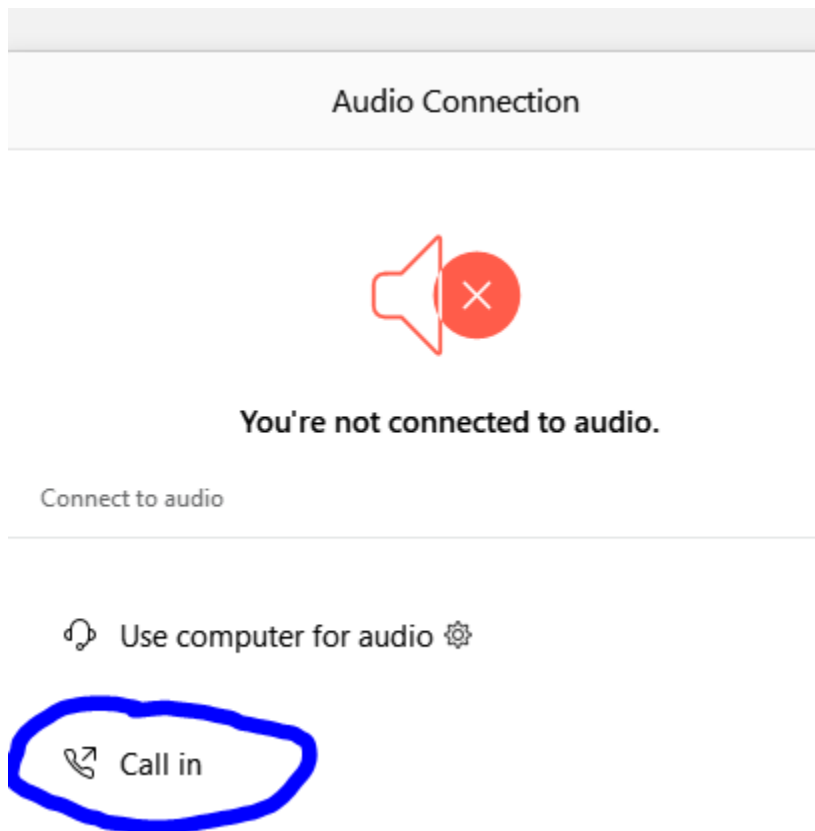 Audio Connection
You're not connected to audio.
Connect to audio
Use computer for audio
Call in